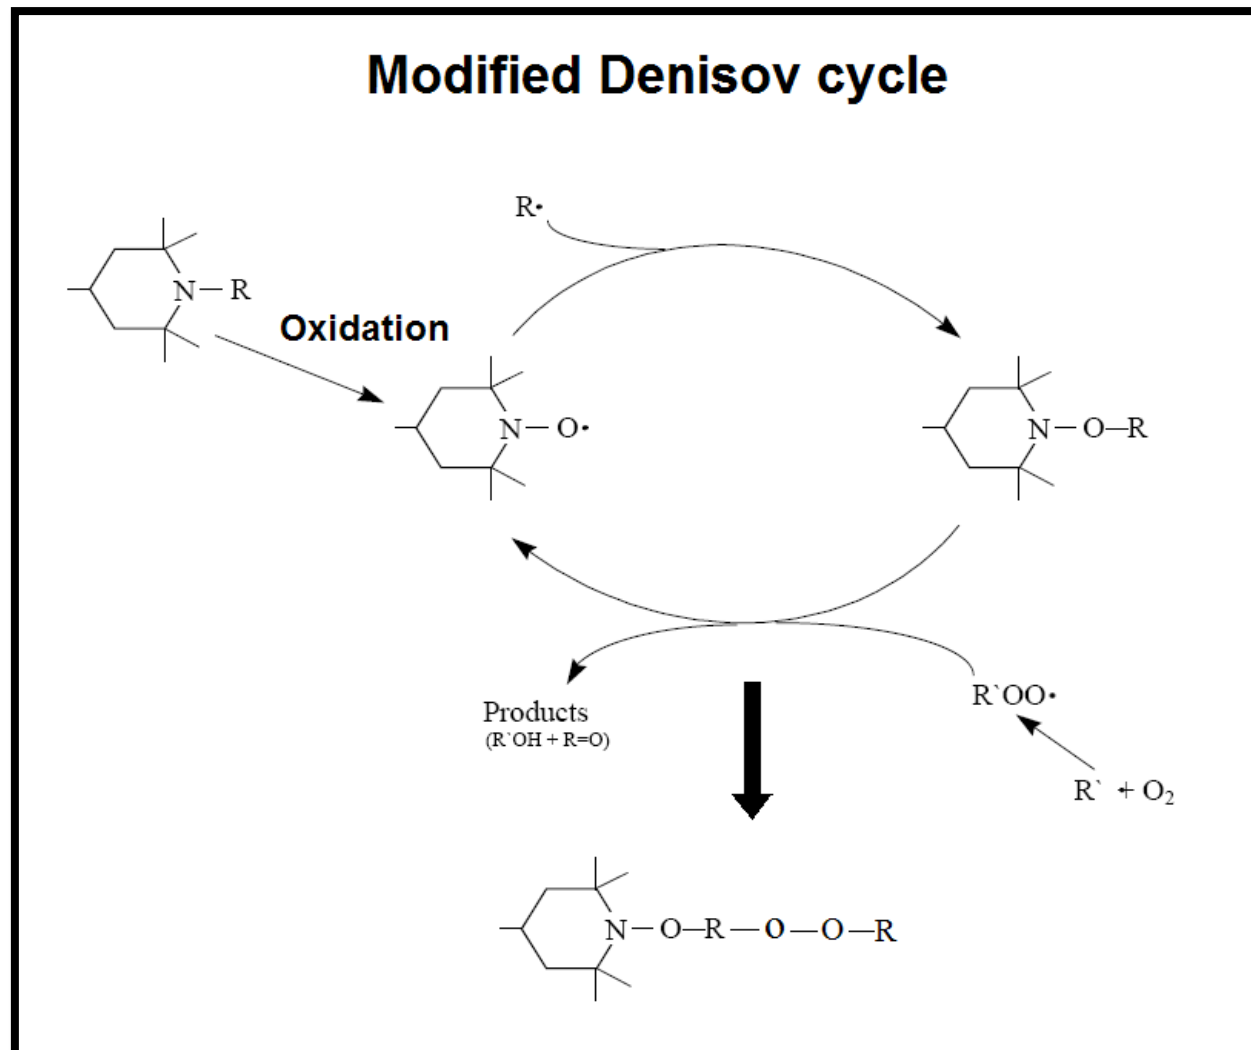 Modified Denisov cycle
R•
N—R
Oxidation
N—O•
N—O—R
Products
(R`OH + R=O)
R`OO•
R`• + O₂
N—O—R—O—O—R